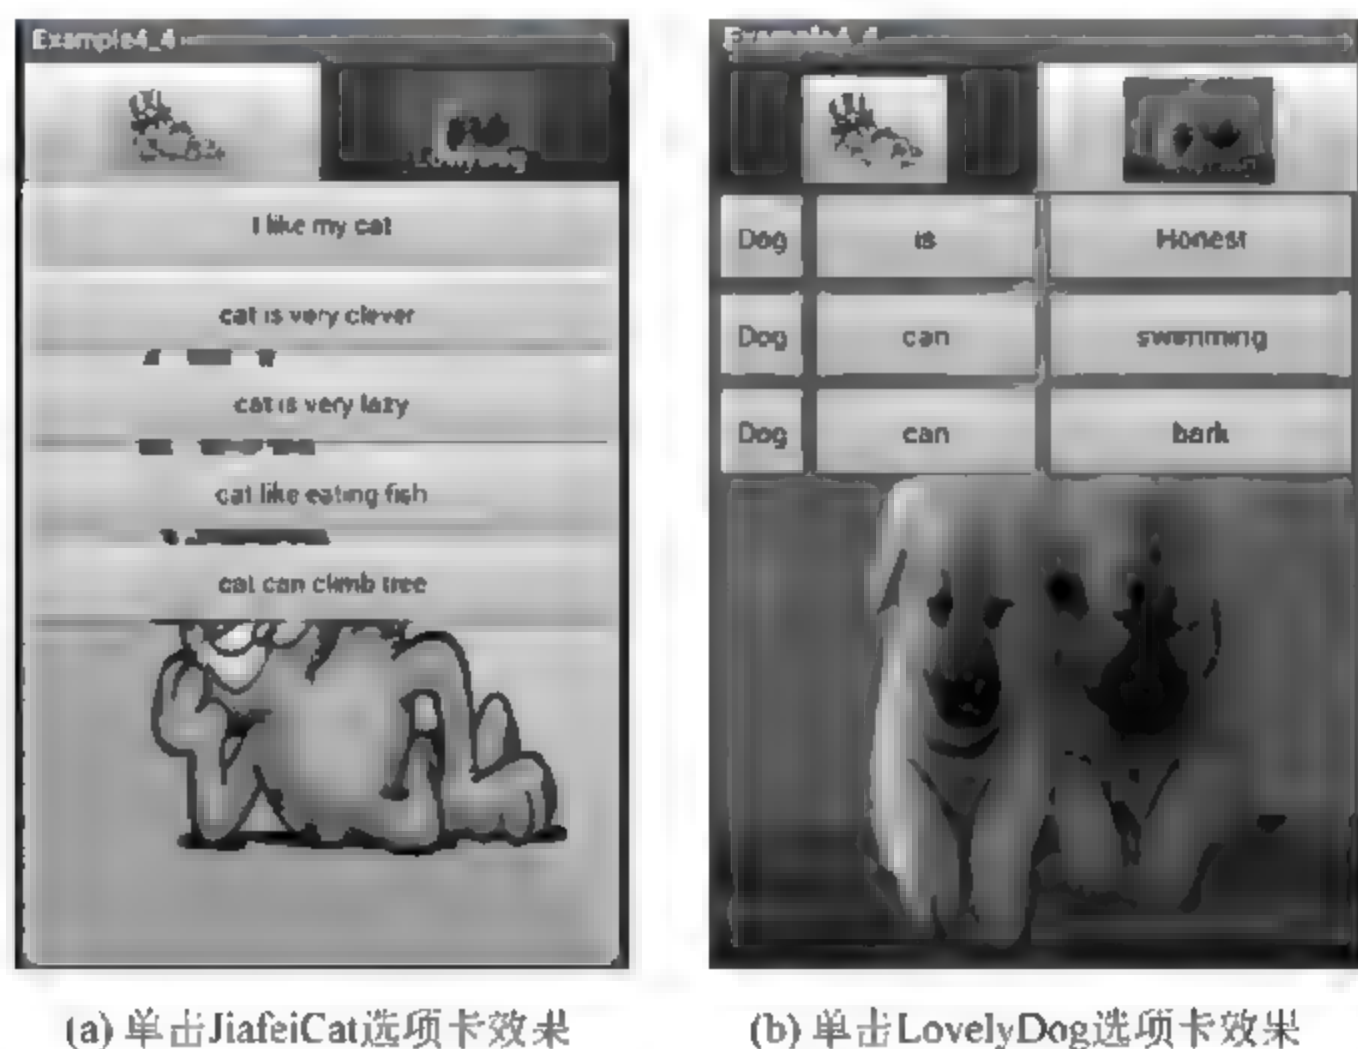 Example4_4
I like my cat
cat is very clever
cat is very lazy
cat like eating fish
cat can climb tree
(a) 单击JiafeiCat选项卡效果
Example4_4
Dog is Honest
Dog can swimming
Dog can bark
(b) 单击LovelyDog选项卡效果